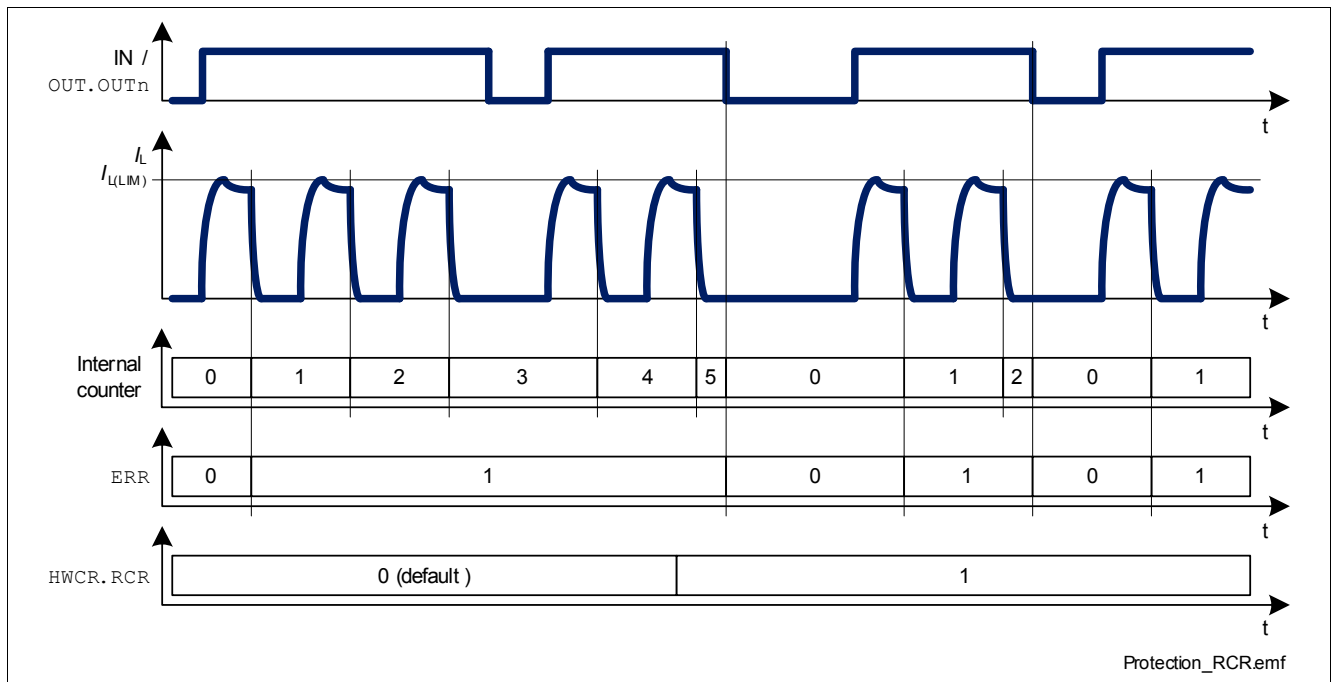 IN /
OUT.OUTn
t
IL
IL(LIM)
t
Internal
counter
0 1 2 3 4 5 0 1 2 0 1
t
ERR
0 1 0 1 0 1
t
HWCR.RCR
0 (default ) 1
t
Protection_RCR.emf